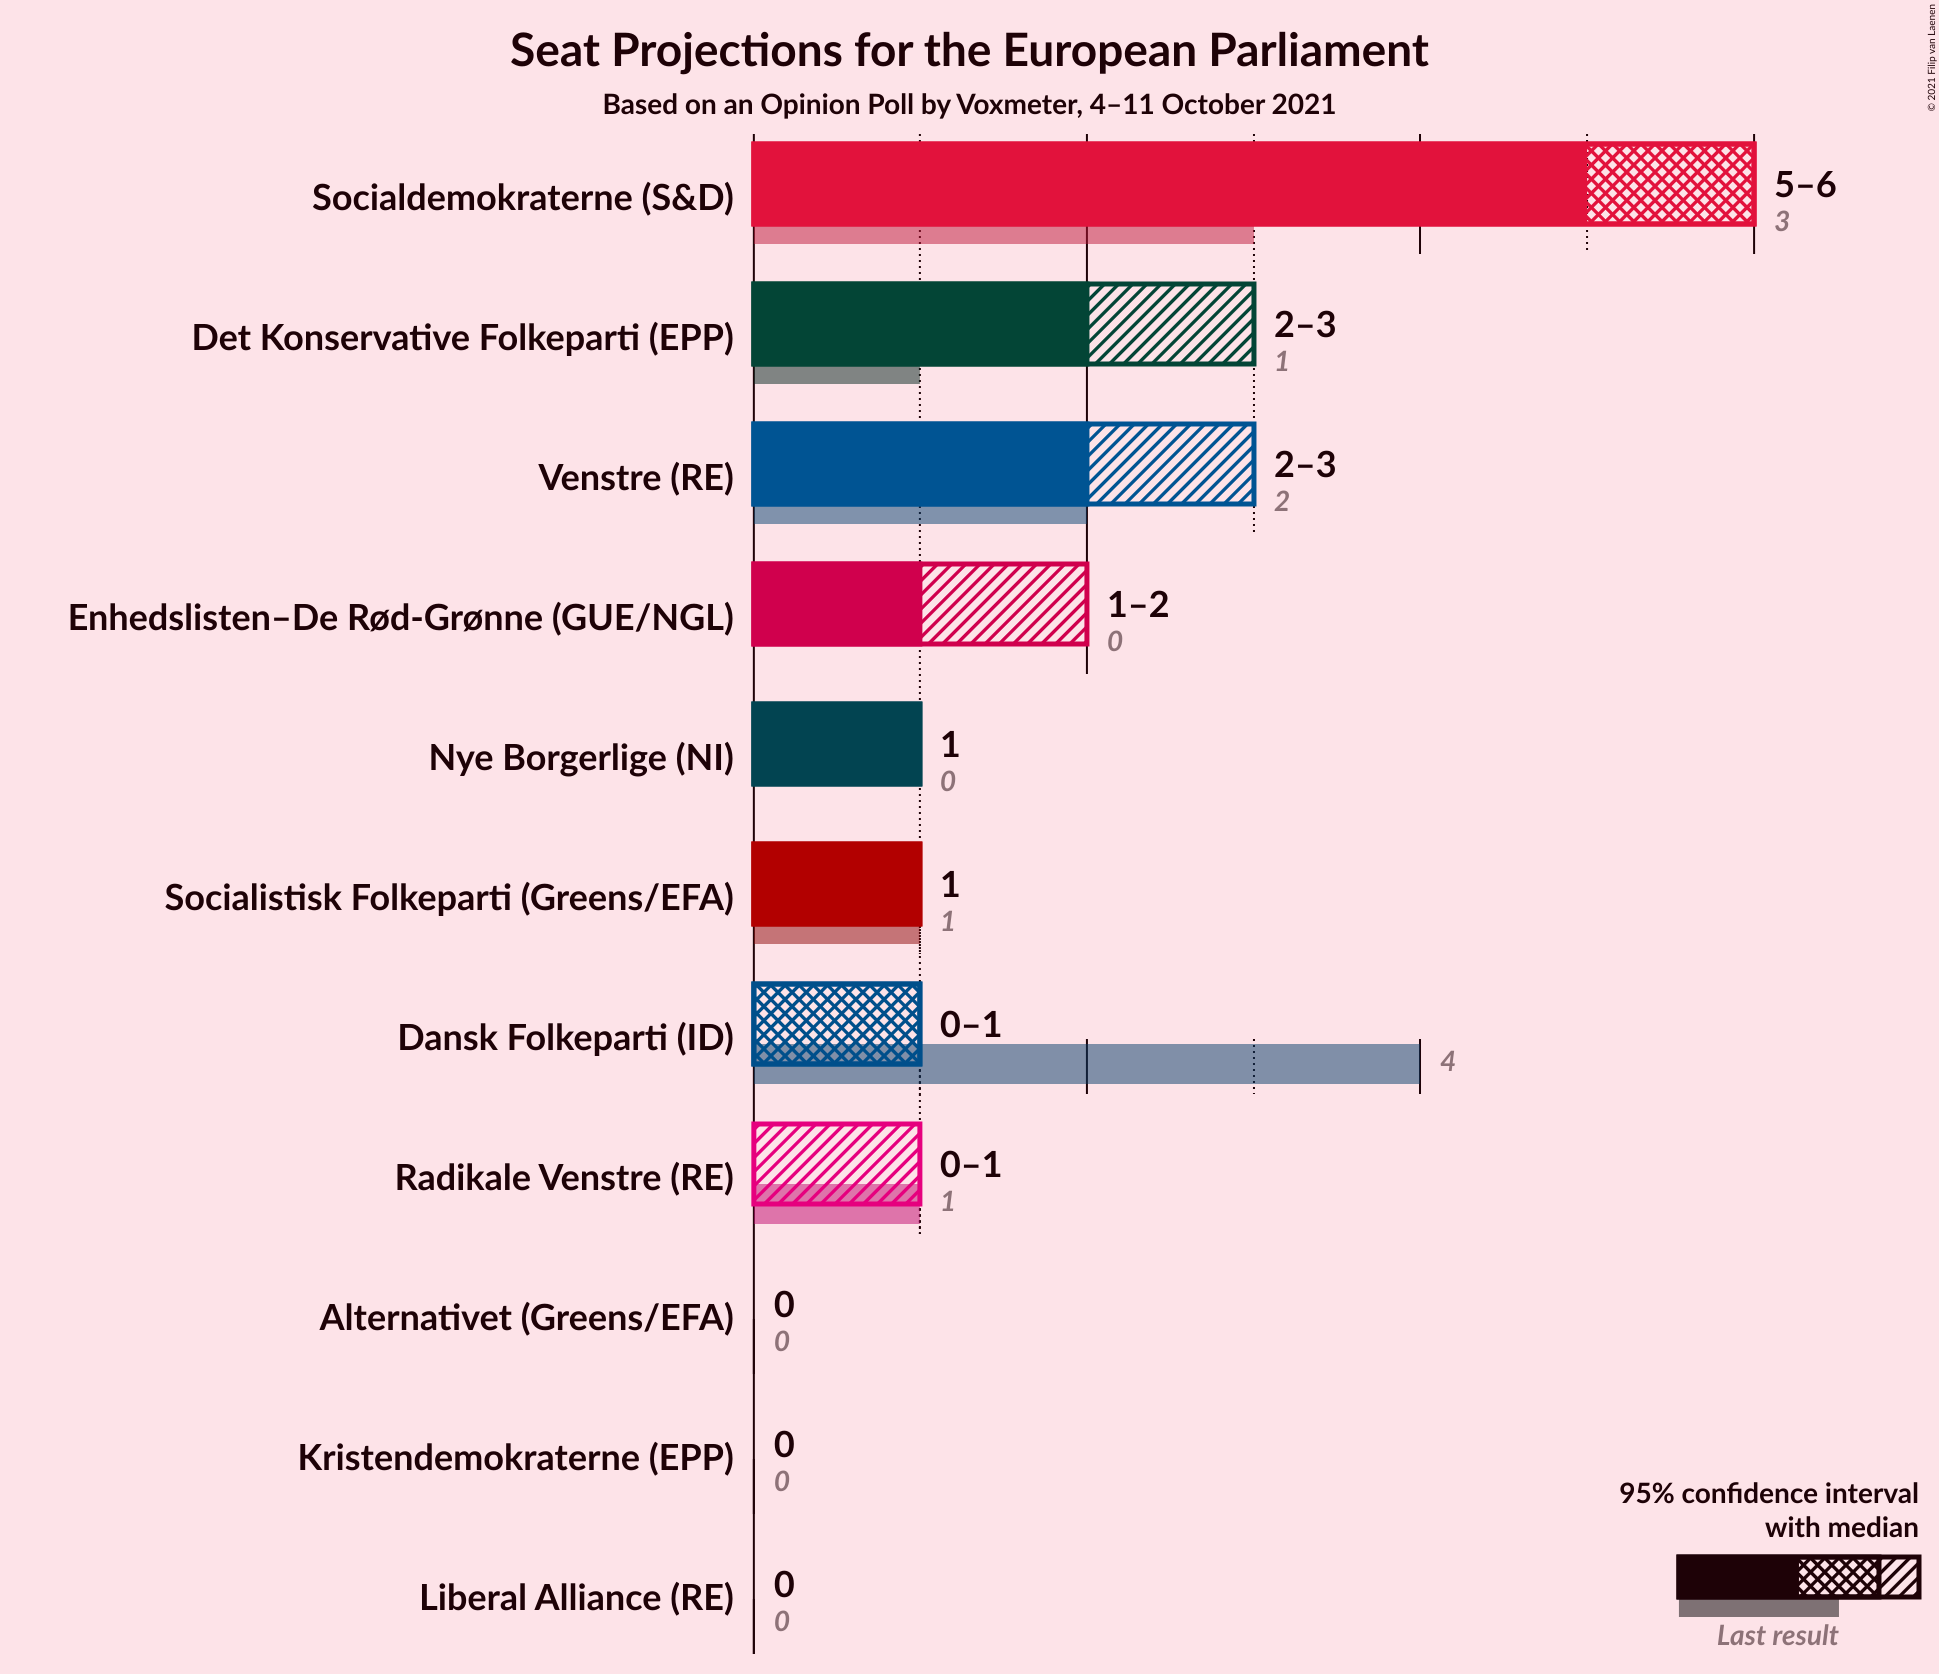 Seat Projections for the European Parliament
Based on an Opinion Poll by Voxmeter, 4–11 October 2021
© 2021 Filip van Laenen
Socialdemokraterne (S&D)
5–6
3
Det Konservative Folkeparti (EPP)
2–3
1
Venstre (RE)
2–3
2
Enhedslisten–De Rød-Grønne (GUE/NGL)
1–2
0
Nye Borgerlige (NI)
1
0
Socialistisk Folkeparti (Greens/EFA)
1
1
Dansk Folkeparti (ID)
0–1
4
Radikale Venstre (RE)
0–1
1
Alternativet (Greens/EFA)
0
0
Kristendemokraterne (EPP)
0
0
Liberal Alliance (RE)
0
0
95% confidence interval
with median
Last result